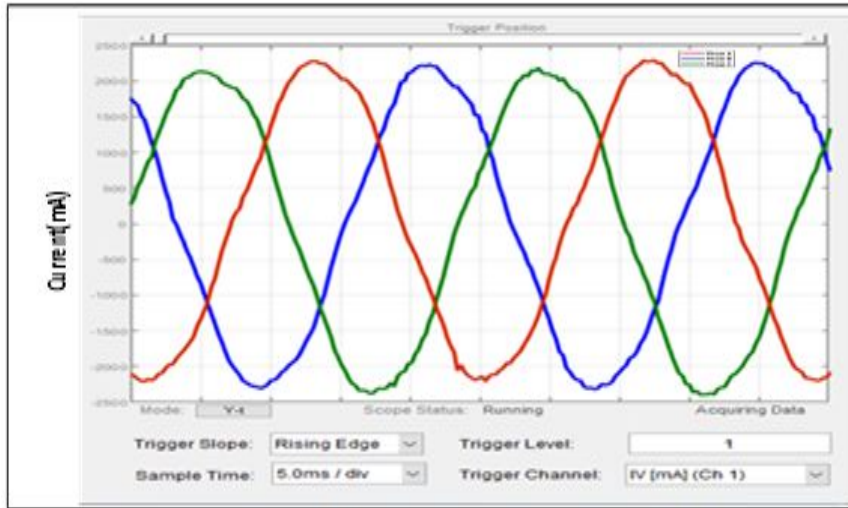 Trigger Position
Current(mA)
2500
2000
1500
1000
500
0
-500
-1000
-1500
-2000
-2500
Mode: Y-t Scope Status: Running Acquiring Data
Trigger Slope: Rising Edge Trigger Level: 1
Sample Time: 5.0ms / div Trigger Channel: IV [mA] (Ch 1)